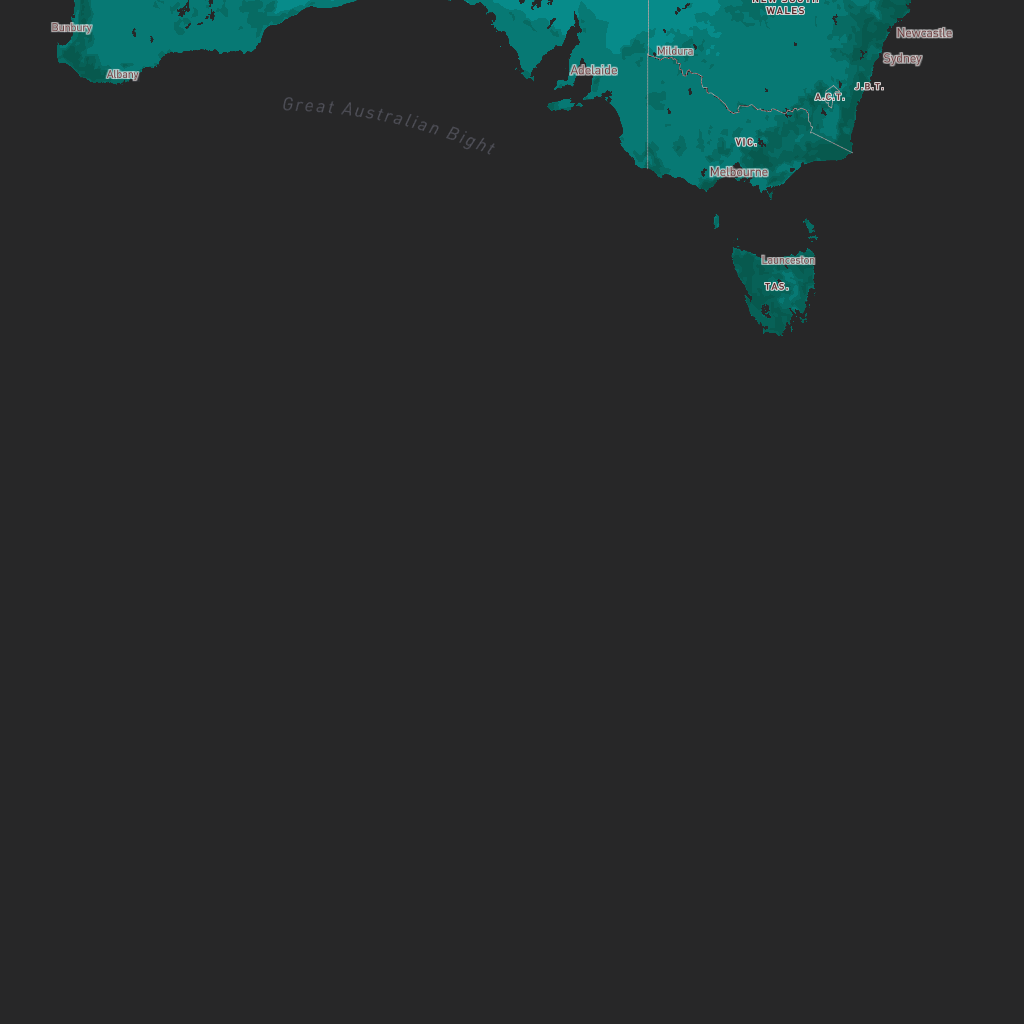 NEW SOUTH
WALES
Bunbury
Newcastle
Mildura
Sydney
Adelaide
Albany
J.B.T.
A.C.T.
Great Australian Bight
VIC.
Melbourne
Launceston
TAS.